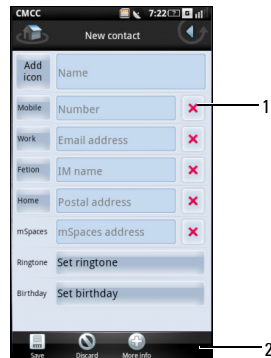 CMCC 7:22
New contact
Add
icon
Name
Mobile Number 1
Work Email address
Fetion IM name
Home Postal address
mSpaces mSpaces address
Ringtone Set ringtone
Birthday Set birthday
Save Discard More info 2